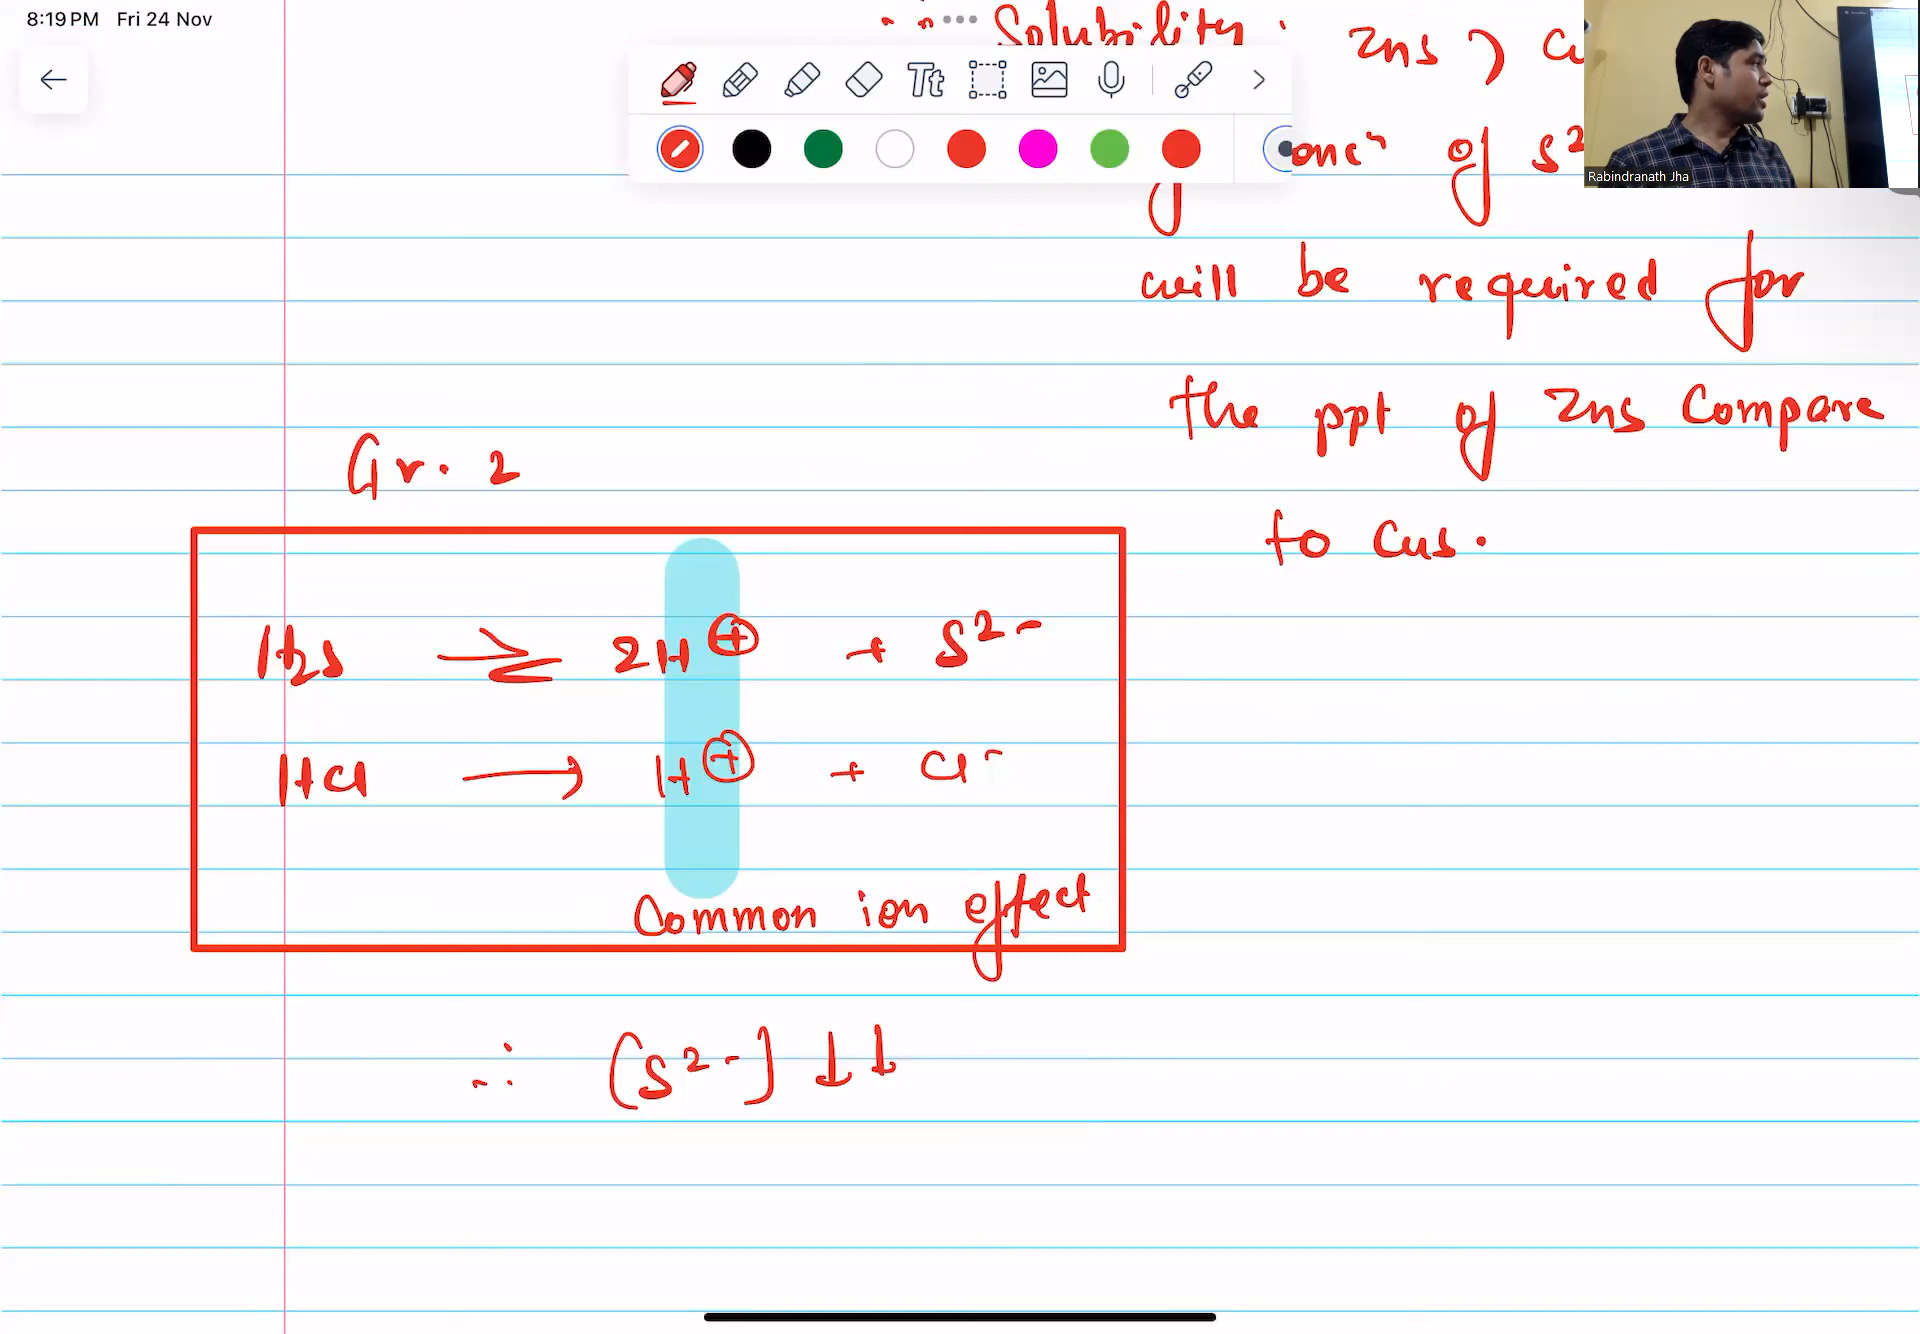 8:19 PM Fri 24 Nov
∵ Solubility : ZnS >
Tt
conc^n of S2
Rabindranath Jha
will be required for
the ppt of ZnS Compare
to CuS.
Gr. 2
H2S ⇌ 2H⊕ + S2-
HCl → H⊕ + Cl-
Common ion effect
∴ [S2-] ↓↓